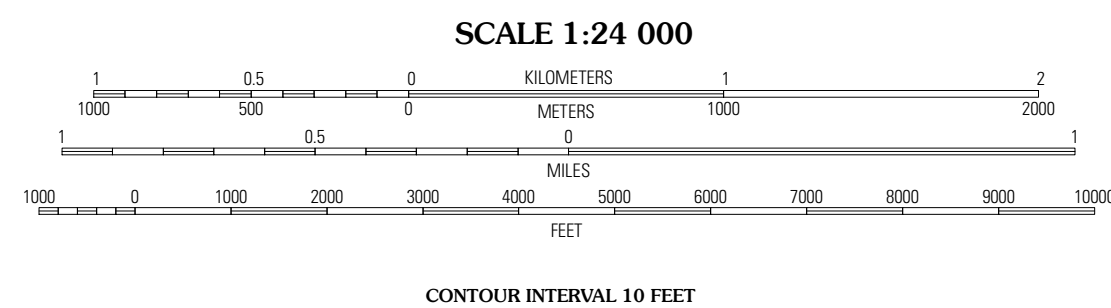 SCALE 1:24 000
1 0.5 0 KILOMETERS 1 2
1000 500 0 METERS 1000 2000
1 0.5 0 1
MILES
1000 0 1000 2000 3000 4000 5000 6000 7000 8000 9000 10000
FEET
CONTOUR INTERVAL 10 FEET